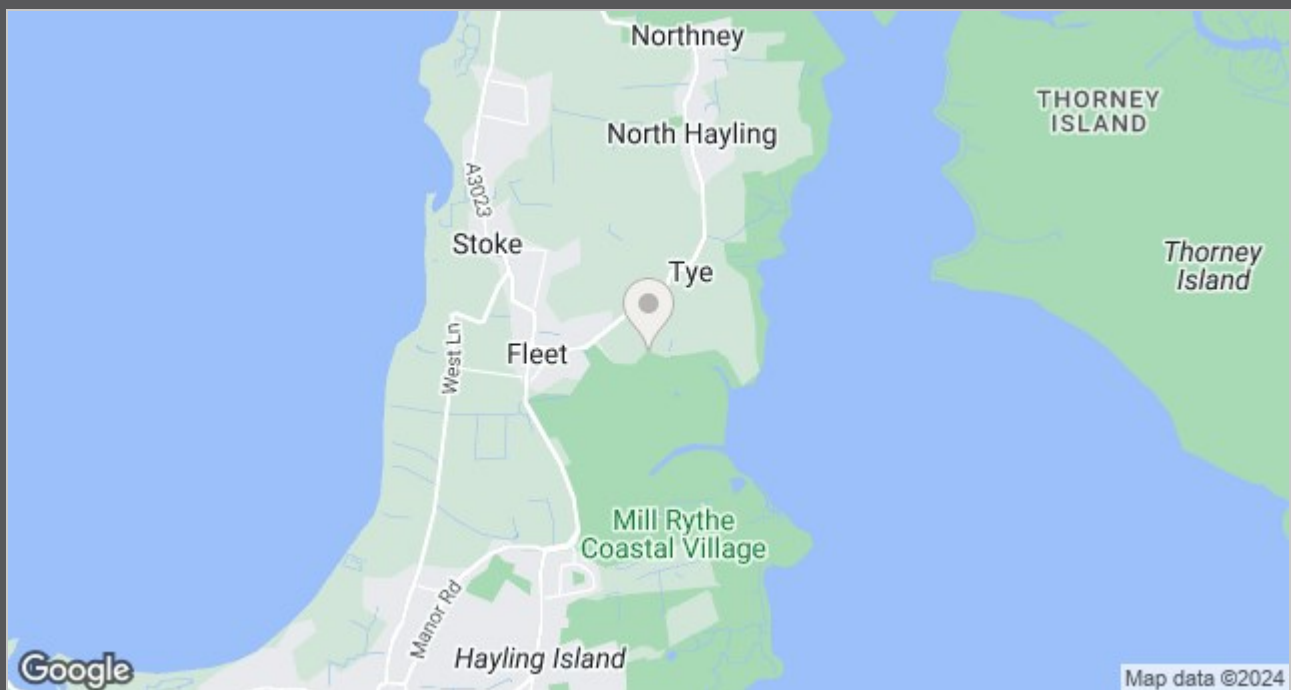 Northney
THORNEY
ISLAND
North Hayling
A3023
Stoke
Thorney
Island
Tye
West Ln
Fleet
Mill Rythe
Coastal Village
Manor Rd
Hayling Island
Google
Map data ©2024